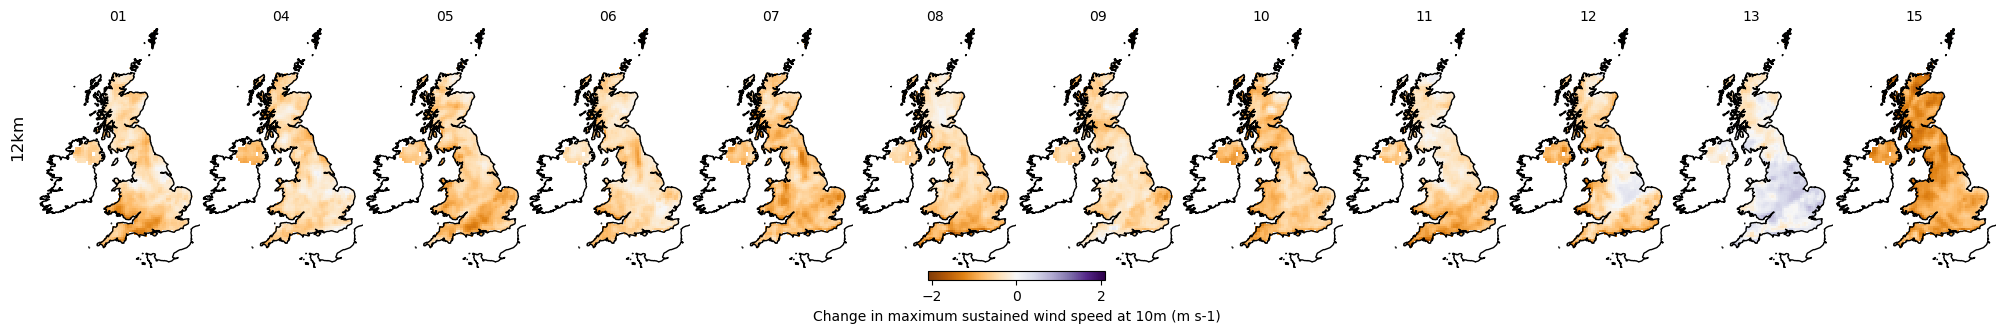 01 04 05 06 07 08 09 10 11 12 13 15
12km
−2 0 2
Change in maximum sustained wind speed at 10m (m s-1)